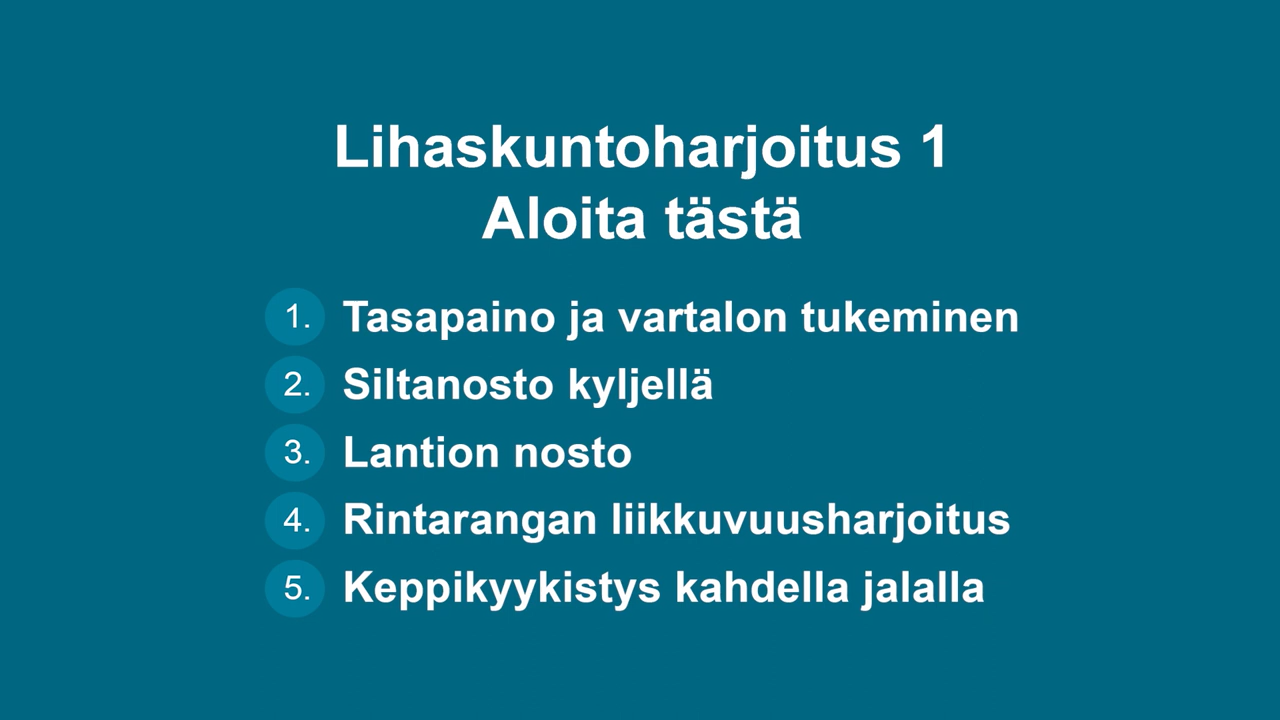 Lihaskuntoharjoitus 1
Aloita tästä
1. Tasapaino ja vartalon tukeminen
2. Siltanosto kyljellä
3. Lantion nosto
4. Rintarangan liikkuvuusharjoitus
5. Keppikyykistys kahdella jalalla